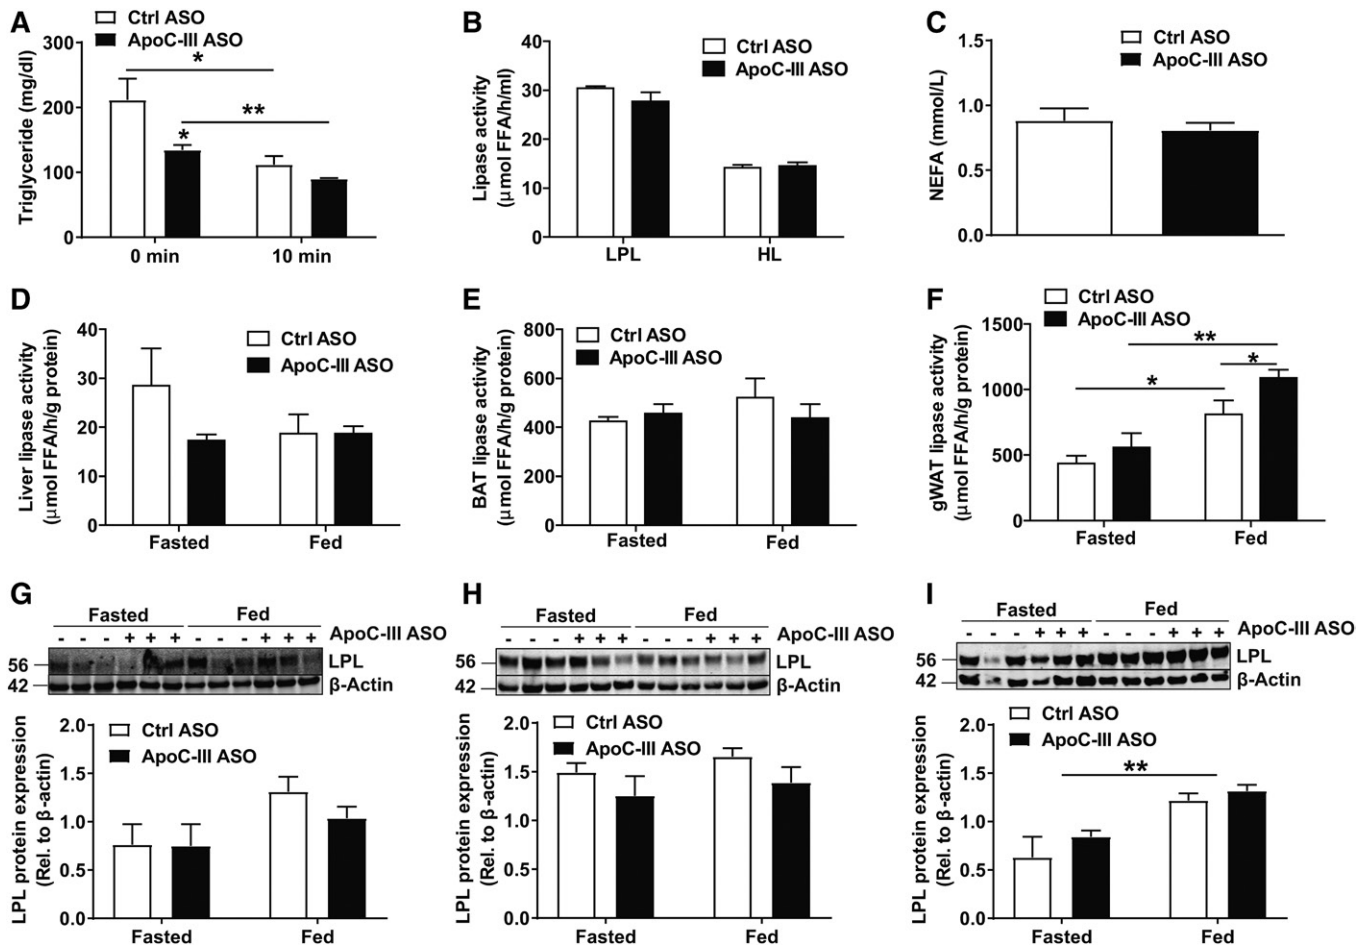 A
Ctrl ASO
ApoC-III ASO
Triglyceride (mg/dl)
300
200
100
0
*
**
*
0 min
10 min
B
Ctrl ASO
ApoC-III ASO
Lipase activity
(μmol FFA/h/ml)
40
30
20
10
0
LPL
HL
C
Ctrl ASO
ApoC-III ASO
NEFA (mmol/L)
1.5
1.0
0.5
0.0
D
Ctrl ASO
ApoC-III ASO
Liver lipase activity
(μmol FFA/h/g protein)
40
30
20
10
0
Fasted
Fed
E
Ctrl ASO
ApoC-III ASO
BAT lipase activity
(μmol FFA/h/g protein)
800
600
400
200
0
Fasted
Fed
F
Ctrl ASO
ApoC-III ASO
gWAT lipase activity
(μmol FFA/h/g protein)
1500
1000
500
0
**
*
*
Fasted
Fed
G
Fasted Fed
- - - + + + - - - + + + ApoC-III ASO
56 LPL
42 β-Actin
LPL protein expression
(Rel. to β-actin)
2.0
1.5
1.0
0.5
0.0
Ctrl ASO
ApoC-III ASO
Fasted
Fed
H
Fasted Fed
- - - + + + - - - + + + ApoC-III ASO
56 LPL
42 β-Actin
LPL protein expression
(Rel. to β-actin)
2.0
1.5
1.0
0.5
0.0
Ctrl ASO
ApoC-III ASO
Fasted
Fed
I
Fasted Fed
- - - + + + - - - + + + ApoC-III ASO
56 LPL
42 β-Actin
LPL protein expression
(Rel. to β-actin)
2.0
1.5
1.0
0.5
0.0
Ctrl ASO
ApoC-III ASO
**
Fasted
Fed